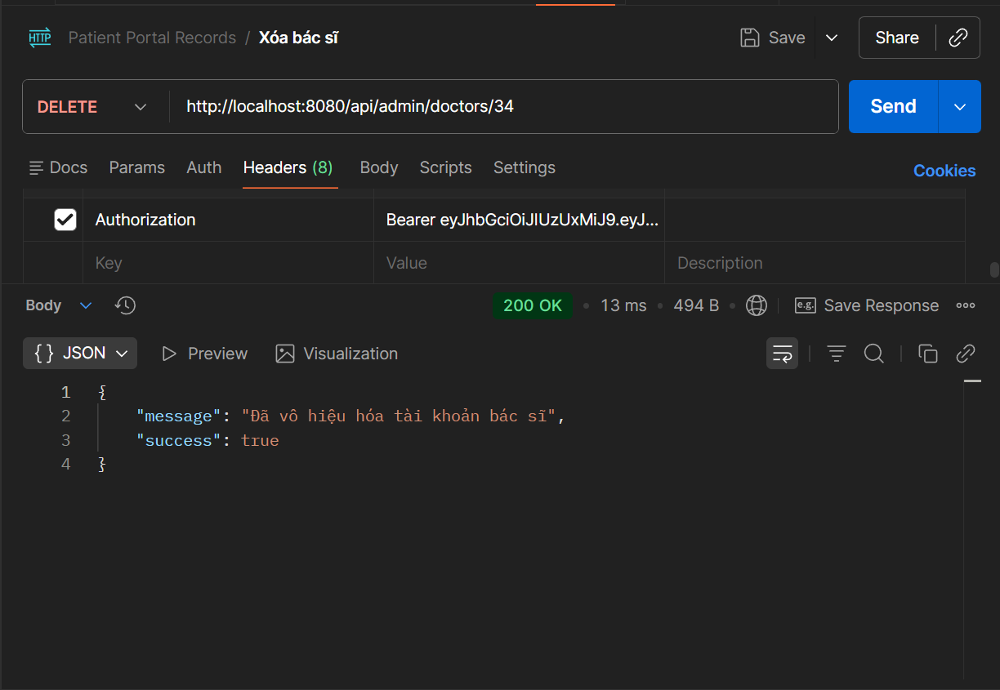 HTTP Patient Portal Records / Xóa bác sĩ Save Share
DELETE http://localhost:8080/api/admin/doctors/34 Send
Docs Params Auth Headers (8) Body Scripts Settings Cookies
Authorization Bearer eyJhbGciOiJIUzUxMiJ9.eyJ...
Key Value Description
Body 200 OK • 13 ms • 494 B • e.g. Save Response
{} JSON Preview Visualization
1 {
2 "message": "Đã vô hiệu hóa tài khoản bác sĩ",
3 "success": true
4 }